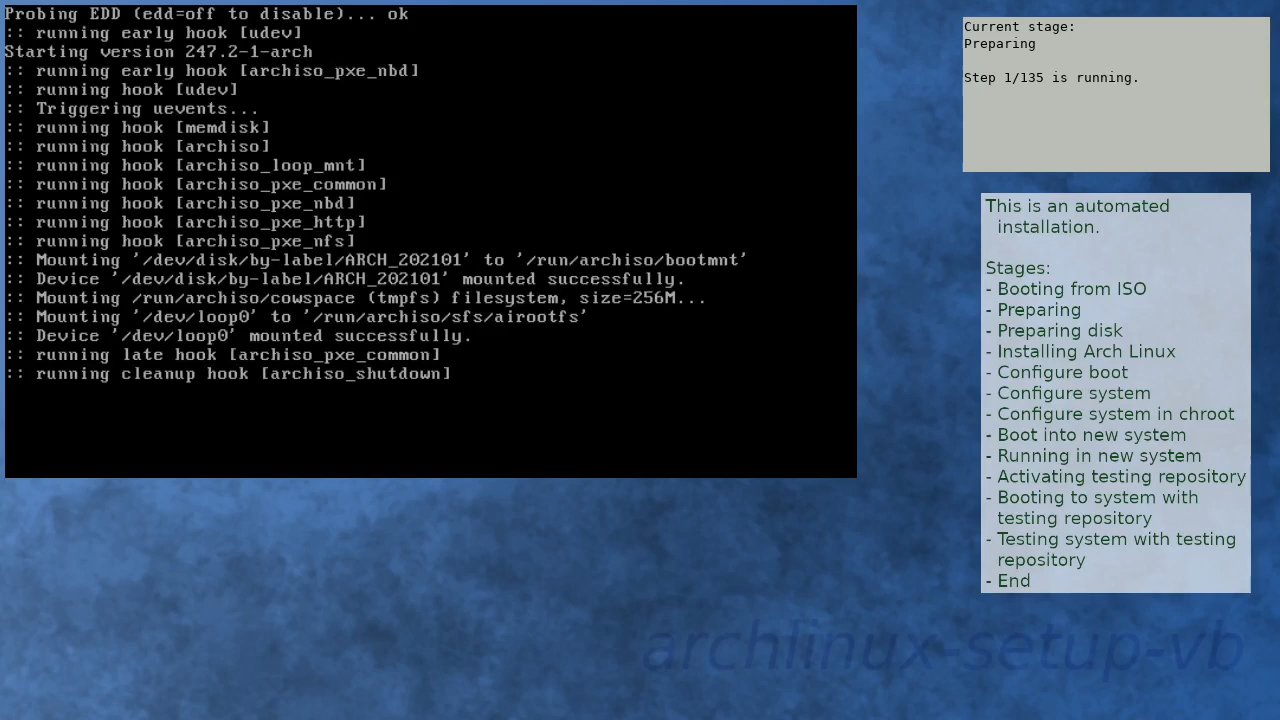 Probing EDD (edd=off to disable)... ok
:: running early hook [udev]
Starting version 247.2-1-arch
:: running early hook [archiso_pxe_nbd]
:: running hook [udev]
:: Triggering uevents...
:: running hook [memdisk]
:: running hook [archiso]
:: running hook [archiso_loop_mnt]
:: running hook [archiso_pxe_common]
:: running hook [archiso_pxe_nbd]
:: running hook [archiso_pxe_http]
:: running hook [archiso_pxe_nfs]
:: Mounting '/dev/disk/by-label/ARCH_202101' to '/run/archiso/bootmnt'
:: Device '/dev/disk/by-label/ARCH_202101' mounted successfully.
:: Mounting /run/archiso/cowspace (tmpfs) filesystem, size=256M...
:: Mounting '/dev/loop0' to '/run/archiso/sfs/airootfs'
:: Device '/dev/loop0' mounted successfully.
:: running late hook [archiso_pxe_common]
:: running cleanup hook [archiso_shutdown]
Current stage:
Preparing
Step 1/135 is running.
This is an automated
installation.
Stages:
- Booting from ISO
- Preparing
- Preparing disk
- Installing Arch Linux
- Configure boot
- Configure system
- Configure system in chroot
- Boot into new system
- Running in new system
- Activating testing repository
- Booting to system with
testing repository
- Testing system with testing
repository
- End
archlinux-setup-vb